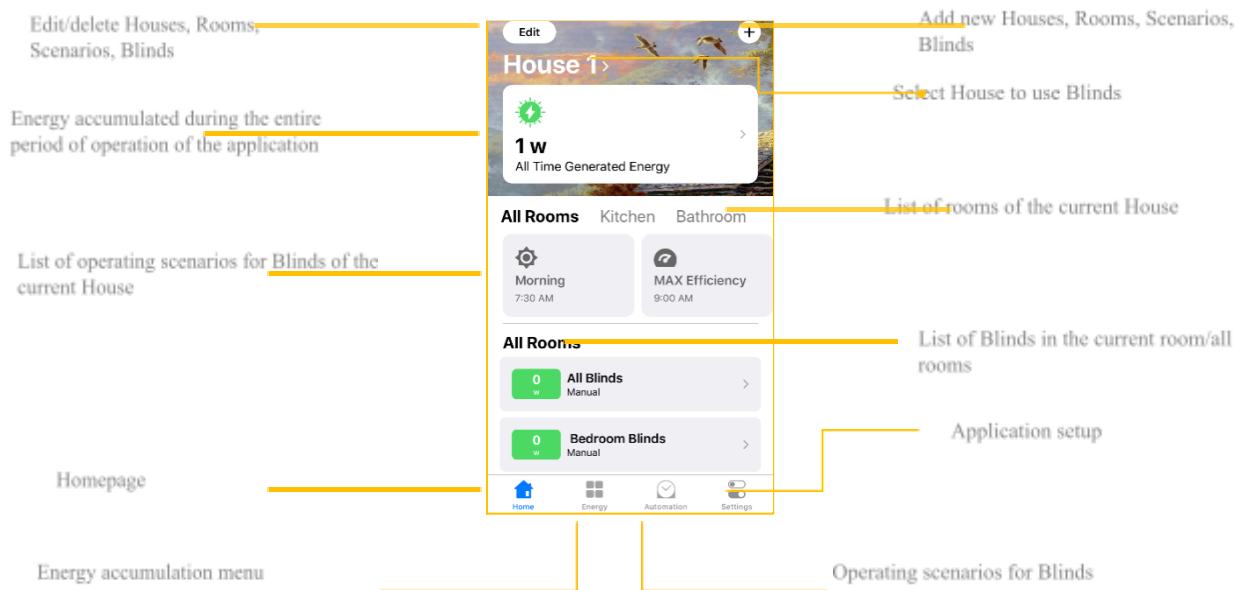 Edit/delete Houses, Rooms,
Scenarios, Blinds
Energy accumulated during the entire
period of operation of the application
List of operating scenarios for Blinds of the
current House
Homepage
Energy accumulation menu
Edit
+
House 1 >
1 w
All Time Generated Energy
All Rooms Kitchen Bathroom
Morning
7:30 AM
MAX Efficiency
9:00 AM
All Rooms
0
w
All Blinds
Manual
0
w
Bedroom Blinds
Manual
Home Energy Automation Settings
Add new Houses, Rooms, Scenarios,
Blinds
Select House to use Blinds
List of rooms of the current House
List of Blinds in the current room/all
rooms
Application setup
Operating scenarios for Blinds